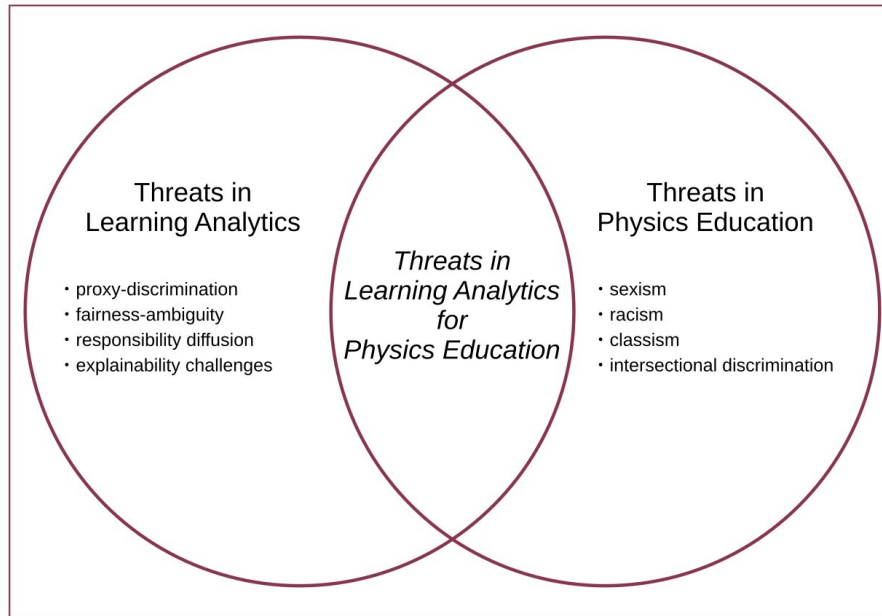 Threats in
Learning Analytics
・proxy-discrimination
・fairness-ambiguity
・responsibility diffusion
・explainability challenges
Threats in
Learning Analytics
for
Physics Education
Threats in
Physics Education
・sexism
・racism
・classism
・intersectional discrimination